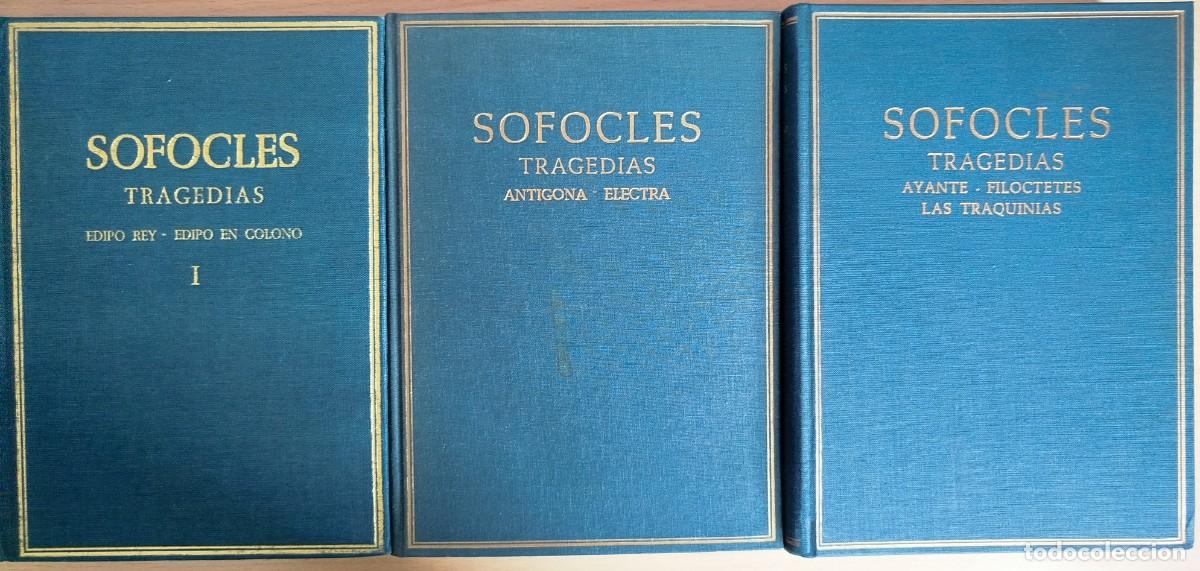 SOFOCLES
TRAGEDIAS
EDIPO REY - EDIPO EN COLONO
I
SOFOCLES
TRAGEDIAS
ANTIGONA - ELECTRA
SOFOCLES
TRAGEDIAS
AYANTE - FILOCTETES
LAS TRAQUINIAS
todocoleccion